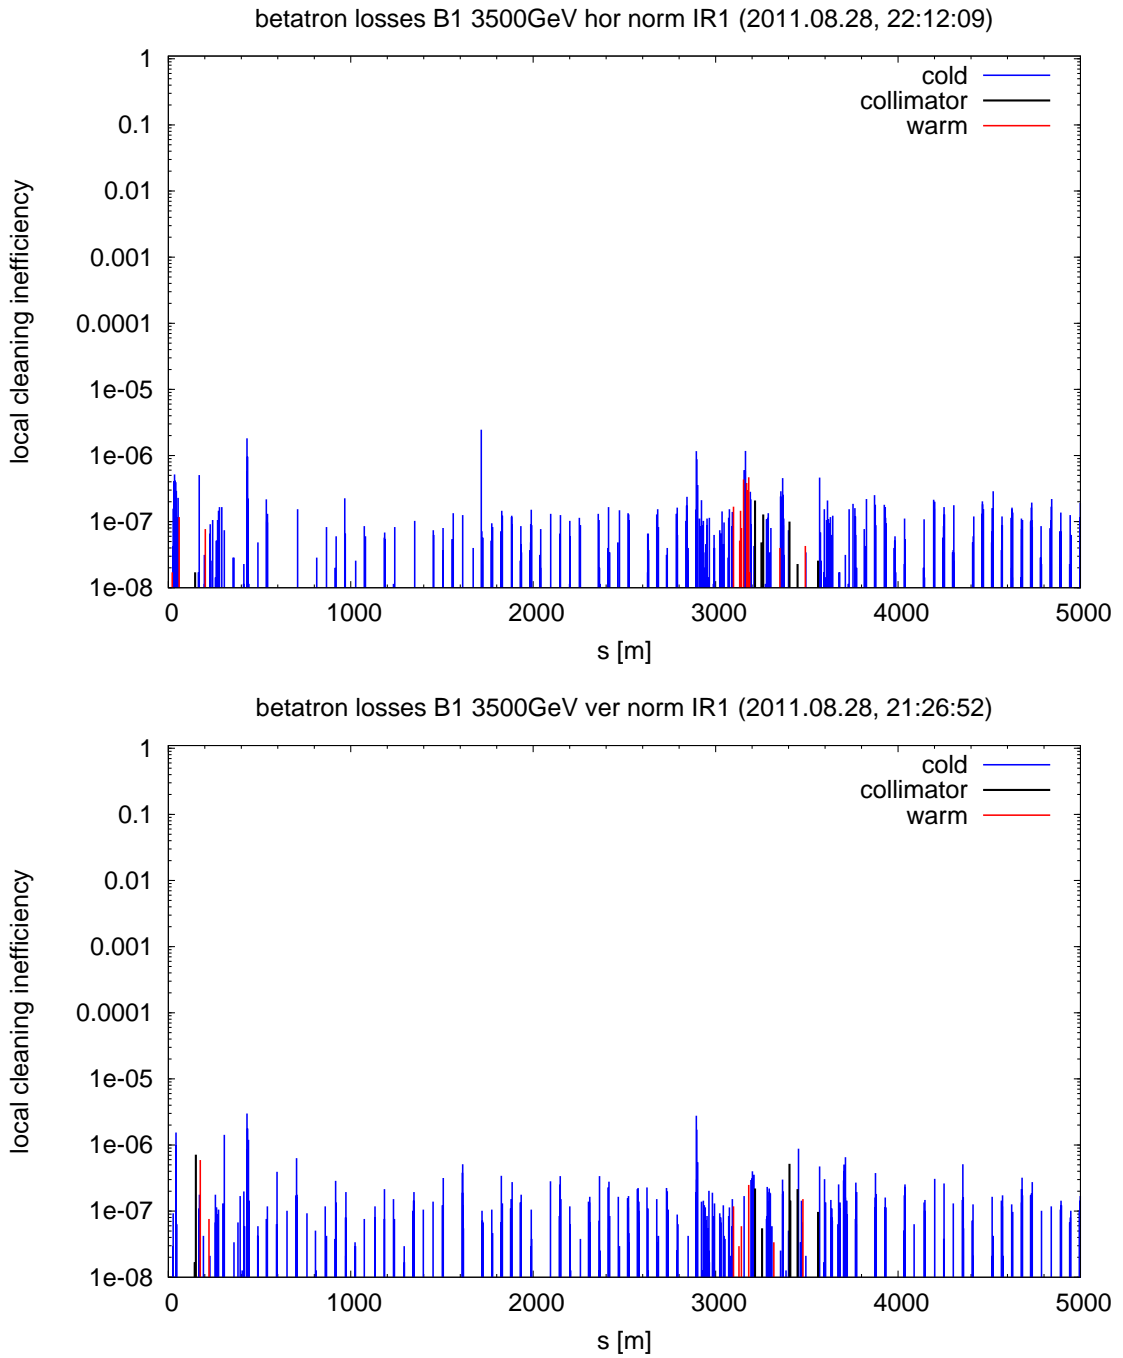 betatron losses B1 3500GeV hor norm IR1 (2011.08.28, 22:12:09)
1
0.1
0.01
0.001
0.0001
1e-05
1e-06
1e-07
1e-08
local cleaning inefficiency
cold
collimator
warm
0 1000 2000 3000 4000 5000
s [m]
betatron losses B1 3500GeV ver norm IR1 (2011.08.28, 21:26:52)
1
0.1
0.01
0.001
0.0001
1e-05
1e-06
1e-07
1e-08
local cleaning inefficiency
cold
collimator
warm
0 1000 2000 3000 4000 5000
s [m]